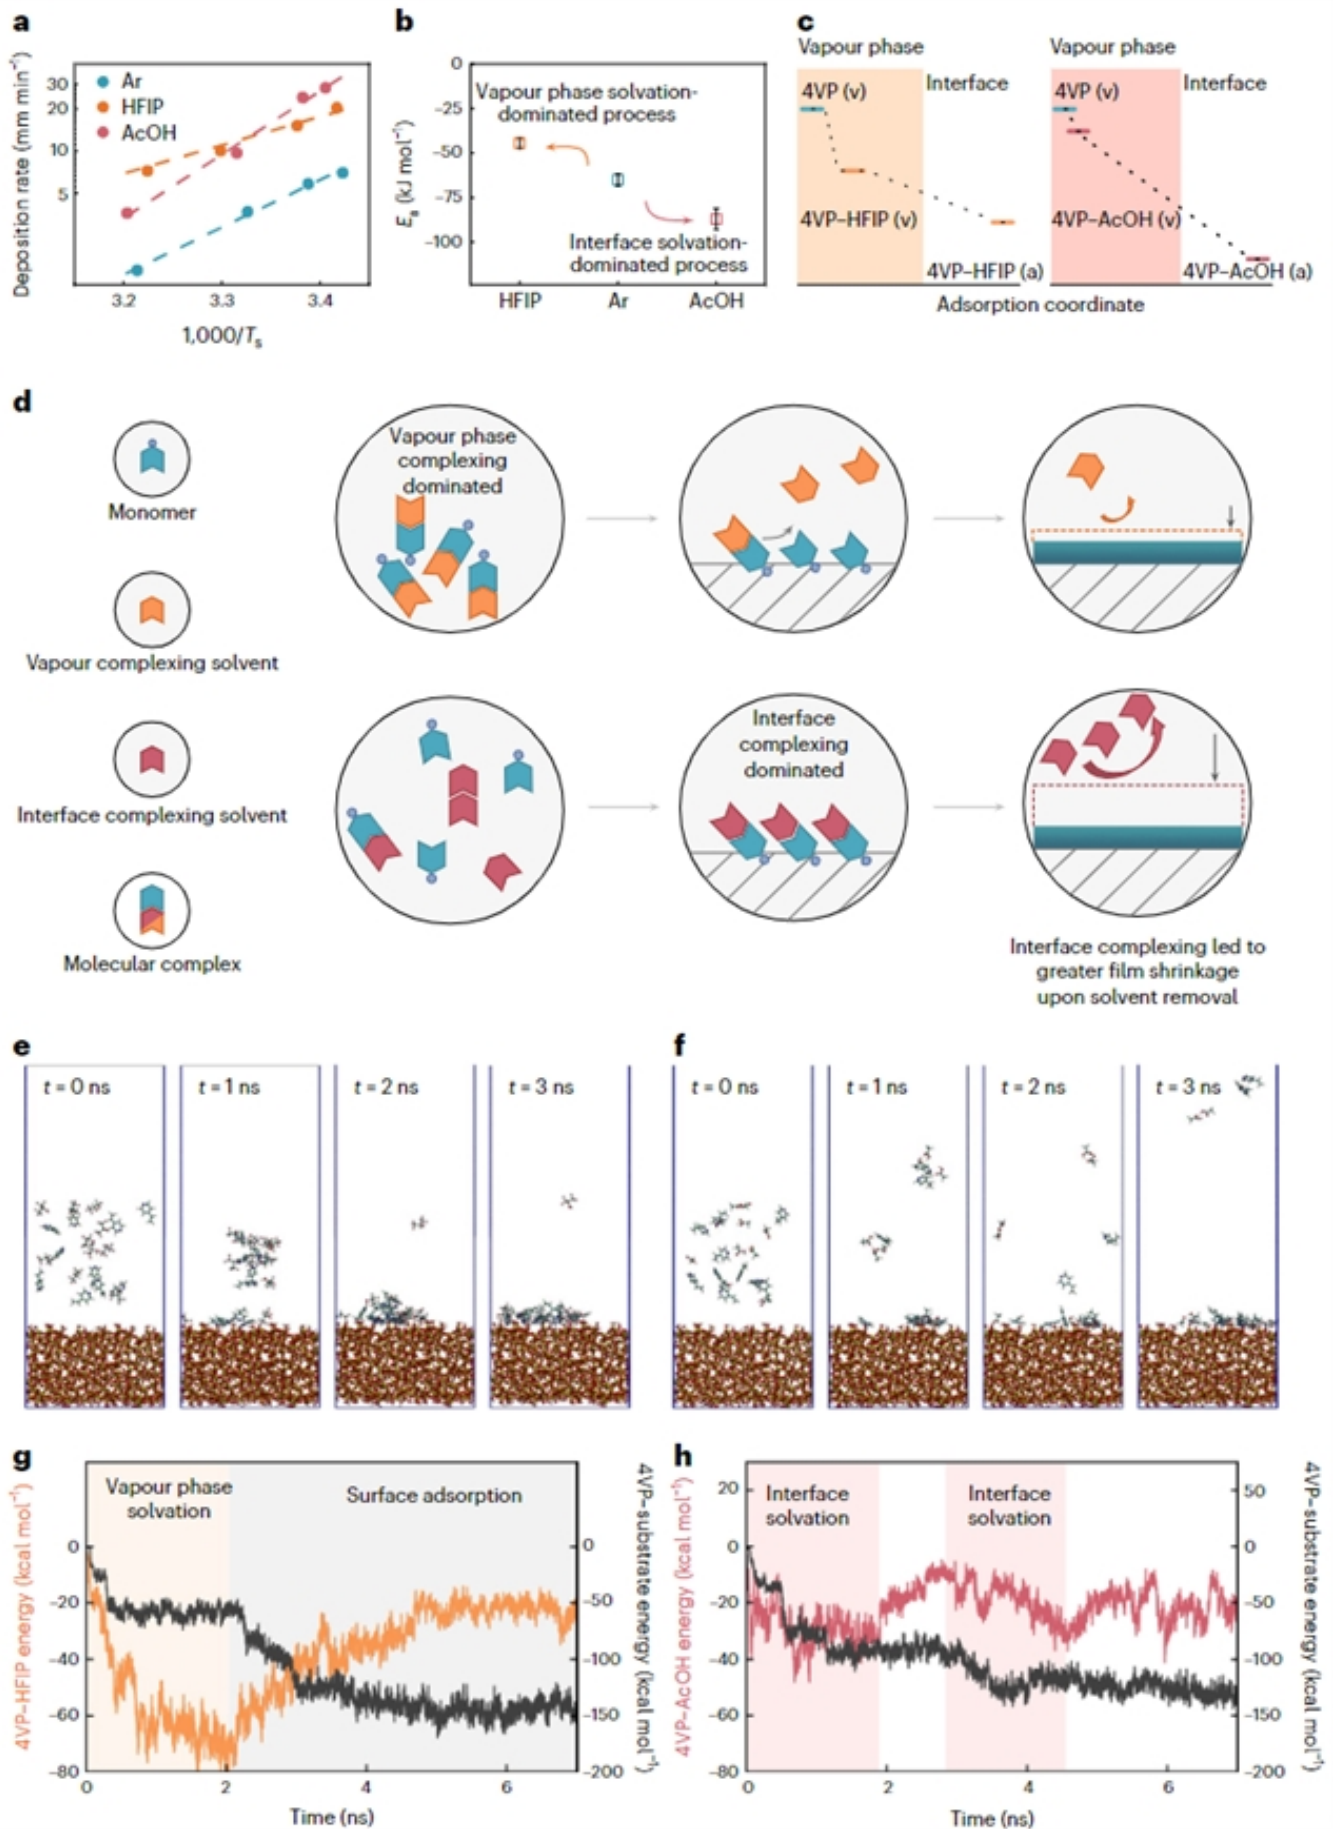 a
Deposition rate (mm min⁻¹)
30
20
10
5
Ar
HFIP
AcOH
3.2
3.3
3.4
1,000/Tₛ
b
Eₐ (kJ mol⁻¹)
0
−25
−50
−75
−100
Vapour phase solvation-
dominated process
Interface solvation-
dominated process
HFIP
Ar
AcOH
c
Vapour phase
Interface
4VP (v)
4VP–HFIP (v)
4VP–HFIP (a)
Vapour phase
Interface
4VP (v)
4VP–AcOH (v)
4VP–AcOH (a)
Adsorption coordinate
d
Monomer
Vapour complexing solvent
Interface complexing solvent
Molecular complex
Vapour phase
complexing
dominated
Interface
complexing
dominated
Interface complexing led to
greater film shrinkage
upon solvent removal
e
t = 0 ns
t = 1 ns
t = 2 ns
t = 3 ns
f
t = 0 ns
t = 1 ns
t = 2 ns
t = 3 ns
g
4VP–HFIP energy (kcal mol⁻¹)
0
−20
−40
−60
−80
Vapour phase
solvation
Surface adsorption
0
−50
−100
−150
−200
4VP–substrate energy (kcal mol⁻¹)
0
2
4
6
Time (ns)
h
4VP–AcOH energy (kcal mol⁻¹)
20
0
−20
−40
−60
−80
Interface
solvation
Interface
solvation
50
0
−50
−100
−150
−200
4VP–substrate energy (kcal mol⁻¹)
0
2
4
6
Time (ns)